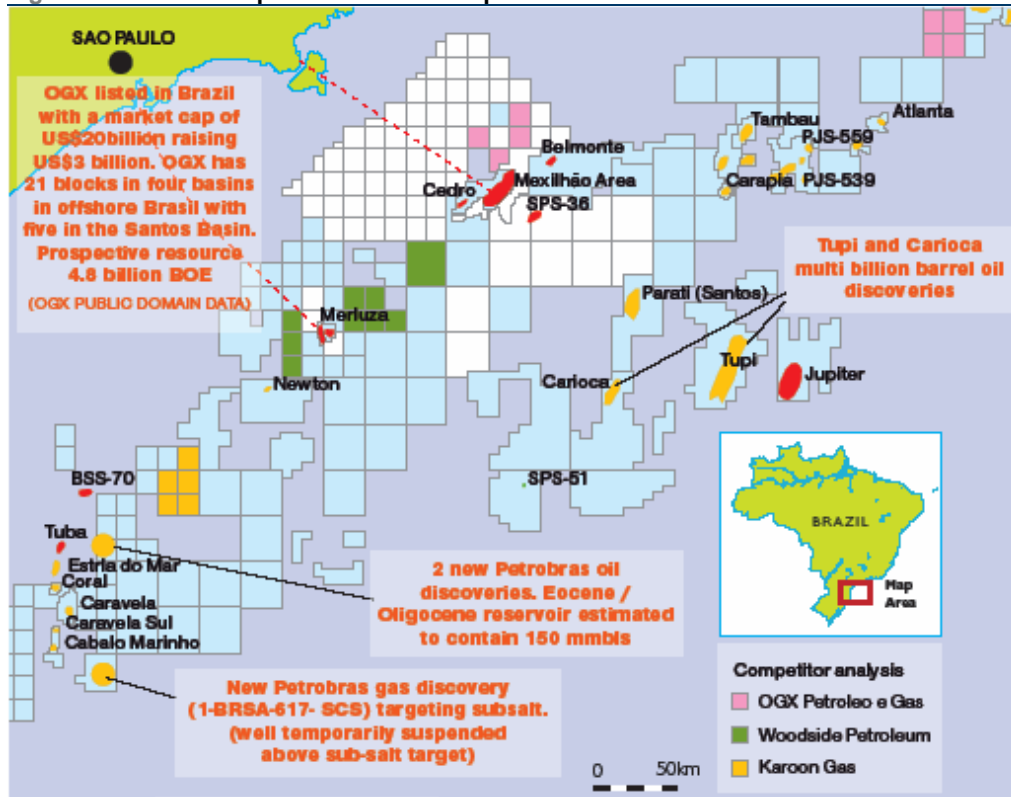 SAO PAULO
OGX listed in Brazil
with a market cap of
US$20billion raising
US$3 billion. OGX has
21 blocks in four basins
in offshore Brasil with
five in the Santos Basin.
Prospective resource
4.8 billion BOE
(OGX PUBLIC DOMAIN DATA)
Belmonte
Cedro
Mexilhão Area
SPS-36
Tambau
Atlanta
PJS-559
Carapia
PJS-539
Tupi and Carioca
multi billion barrel oil
discoveries
Parati (Santos)
Merluza
Tupi
Newton
Carioca
Jupiter
BSS-70
SPS-51
Tuba
Estrla do Mar
Coral
Caravela
Caravela Sul
Cabalo Marinho
2 new Petrobras oil
discoveries. Eocene /
Oligocene reservoir estimated
to contain 150 mmbls
New Petrobras gas discovery
(1-BRSA-617- SCS) targeting subsalt.
(well temporarily suspended
above sub-salt target)
BRAZIL
Map
Area
Competitor analysis
OGX Petroleo e Gas
Woodside Petroleum
Karoon Gas
0 50km